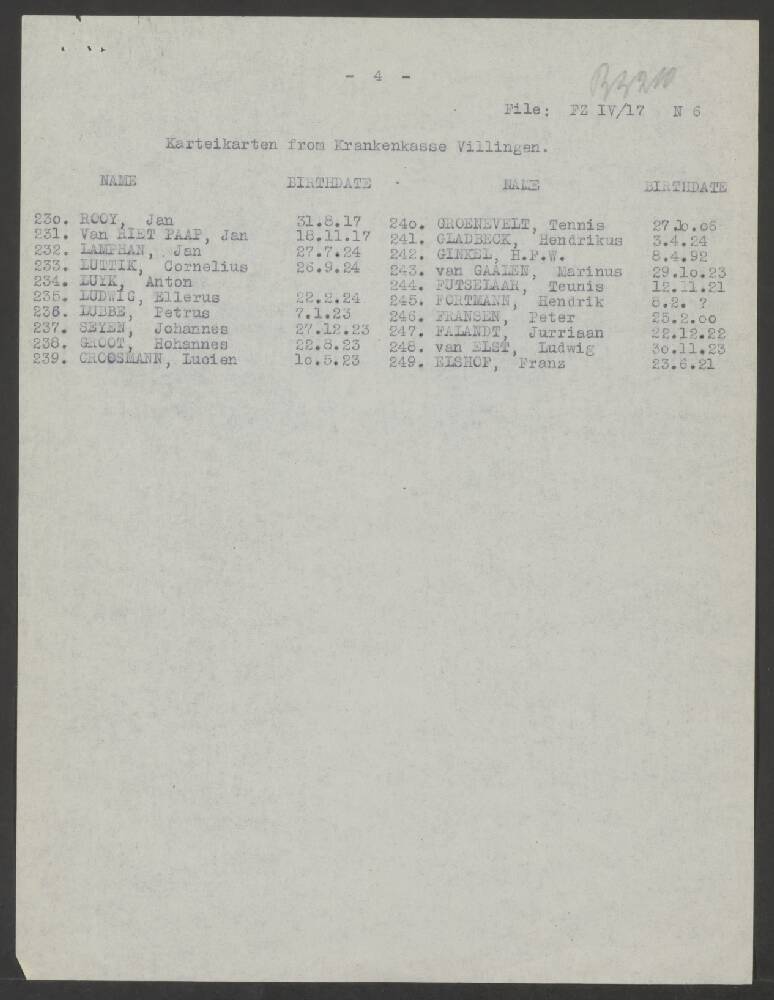 - 4 -
File: FZ IV/17 N 6
Karteikarten from Krankenkasse Villingen.
NAME BIRTHDATE NAME BIRTHDATE
23o. ROOY, Jan 31.8.17
231. Van RIET PAAP, Jan 18.11.17
232. LAMPHAN, Jan 27.7.24
233. LUTTIK, Cornelius 26.9.24
234. LUYK, Anton
235. LUDWIG, Ellerus 22.2.24
236. LUBBE, Petrus 7.1.23
237. SEYEN, Johannes 27.12.23
238. GROOT, Hohannes 22.8.23
239. CROOSMANN, Lucien 1o.5.23
24o. GROENEVELT, Tennis 27.1o.06
241. GLADBECK, Hendrikus 3.4.24
242. GINKEL, H.F.W. 8.4.92
243. van GAALEN, Marinus 29.1o.23
244. FUTSELAAR, Teunis 12.11.21
245. FORTMANN, Hendrik 8.2. ?
246. FRANSEN, Peter 25.2.oo
247. FALANDT, Jurriaan 22.12.22
248. van ELST, Ludwig 3o.11.23
249. ELSHOF, Franz 23.6.21